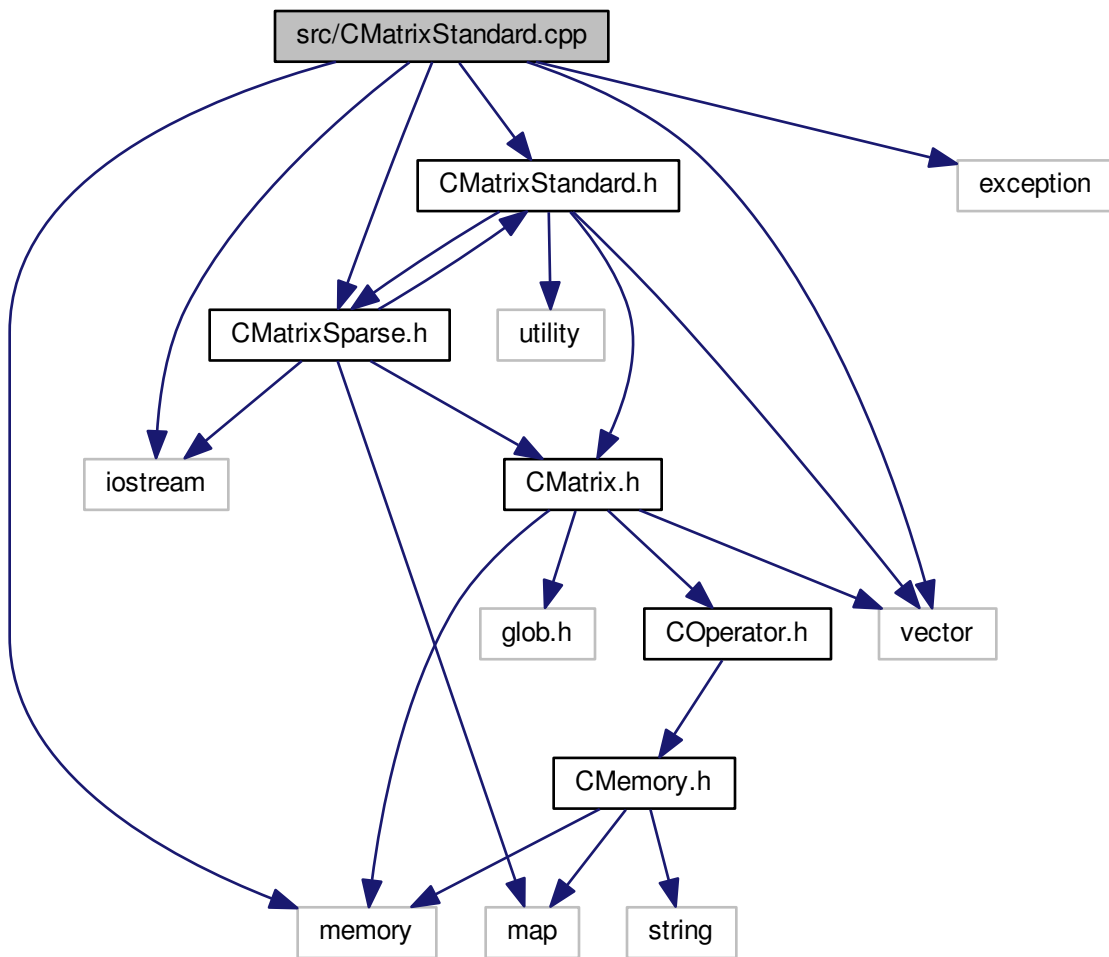 src/CMatrixStandard.cpp
CMatrixStandard.h
exception
CMatrixSparse.h
utility
iostream
CMatrix.h
glob.h
COperator.h
vector
CMemory.h
memory
map
string